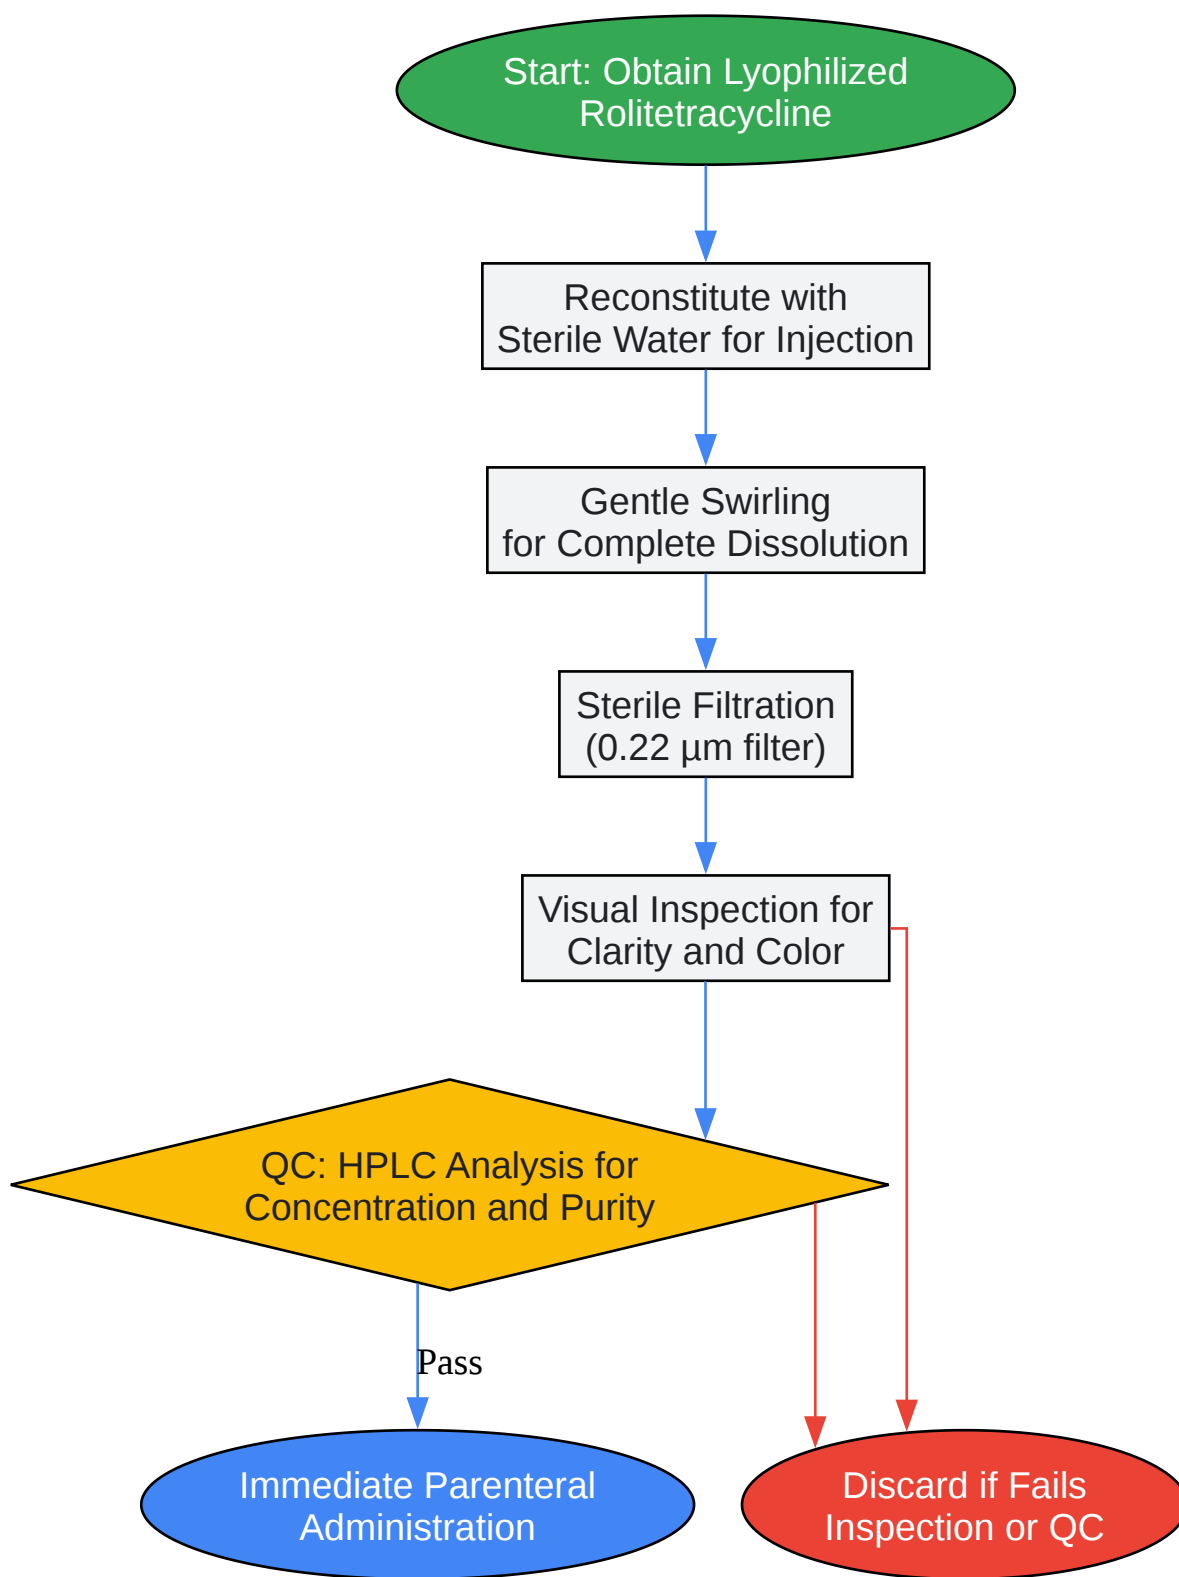 Start: Obtain Lyophilized
Rolitetracycline
Reconstitute with
Sterile Water for Injection
Gentle Swirling
for Complete Dissolution
Sterile Filtration
(0.22 µm filter)
Visual Inspection for
Clarity and Color
QC: HPLC Analysis for
Concentration and Purity
Pass
Immediate Parenteral
Administration
Discard if Fails
Inspection or QC